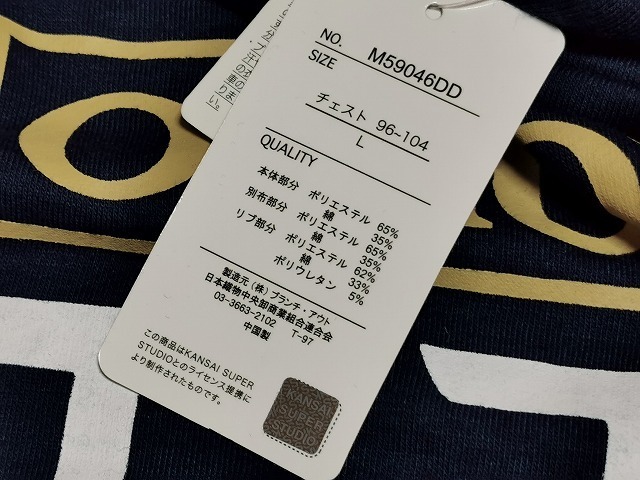 NO. M59046DD
SIZE
チェスト 96~104
L
QUALITY
本体部分 ポリエステル 65%
綿 35%
別布部分 ポリエステル 65%
綿 35%
リブ部分 ポリエステル 62%
綿 33%
ポリウレタン 5%
製造元(株)ブランチ・アウト
日本織物中央卸商業組合連合会
03-3663-2102 T-97
中国製
この商品はKANSAI SUPER
STUDIOとのライセンス提携に
より制作されたものです。
KANSAI
SUPER
STUDIO